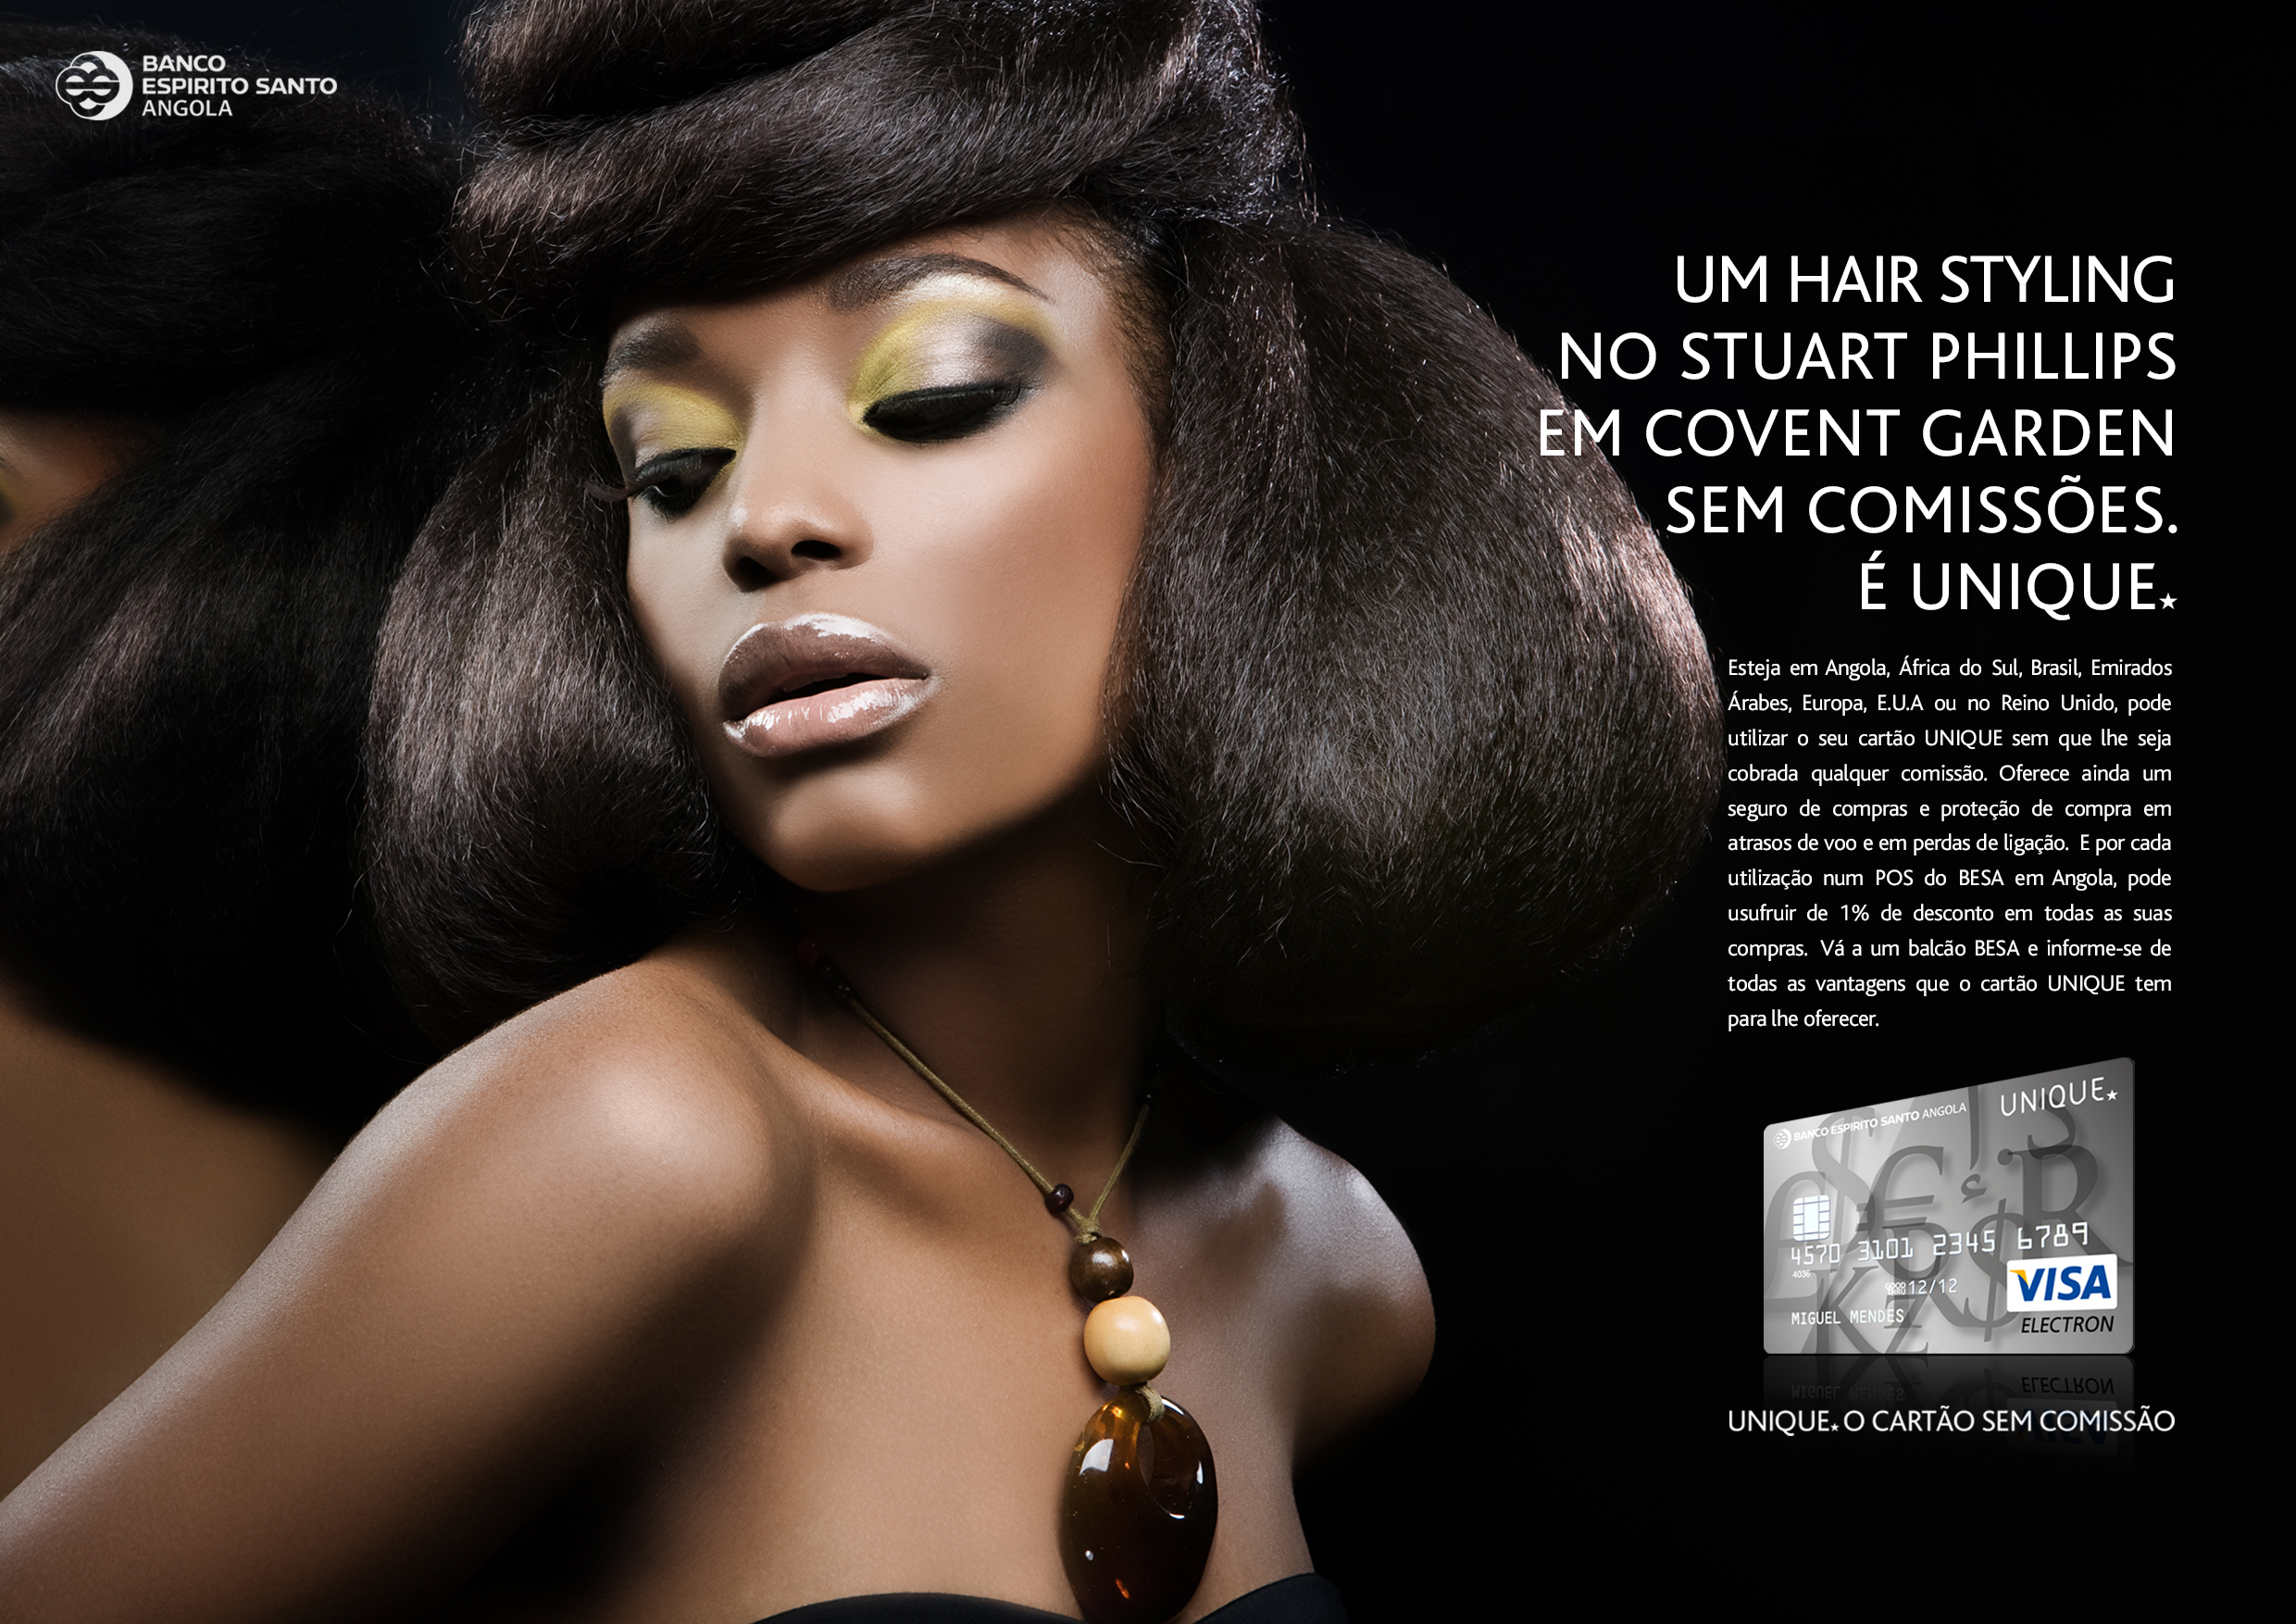 BANCO
ESPIRITO SANTO
ANGOLA
UM HAIR STYLING
NO STUART PHILLIPS
EM COVENT GARDEN
SEM COMISSÕES.
É UNIQUE★
Esteja em Angola, África do Sul, Brasil, Emirados
Árabes, Europa, E.U.A ou no Reino Unido, pode
utilizar o seu cartão UNIQUE sem que lhe seja
cobrada qualquer comissão. Oferece ainda um
seguro de compras e proteção de compra em
atrasos de voo e em perdas de ligação. E por cada
utilização num POS do BESA em Angola, pode
usufruir de 1% de desconto em todas as suas
compras. Vá a um balcão BESA e informe-se de
todas as vantagens que o cartão UNIQUE tem
para lhe oferecer.
UNIQUE★
BANCO ESPIRITO SANTO ANGOLA
4570 3101 2345 6789
4036
12/12
MIGUEL MENDES
VISA
ELECTRON
UNIQUE★ O CARTÃO SEM COMISSÃO